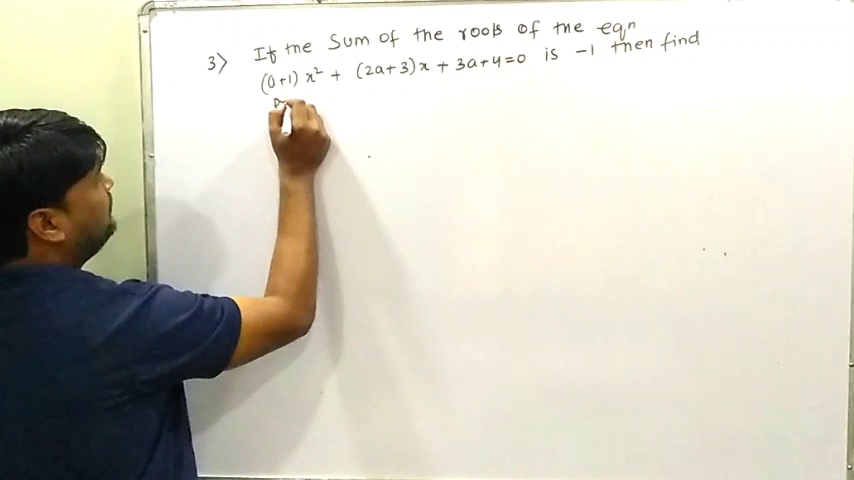 3> If the Sum of the roots of the eqn
(a+1) x² + (2a+3)x + 3a+4=0 is -1 then find